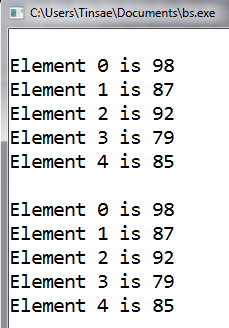 C:\Users\Tinsae\Documents\bs.exe
Element 0 is 98
Element 1 is 87
Element 2 is 92
Element 3 is 79
Element 4 is 85
Element 0 is 98
Element 1 is 87
Element 2 is 92
Element 3 is 79
Element 4 is 85